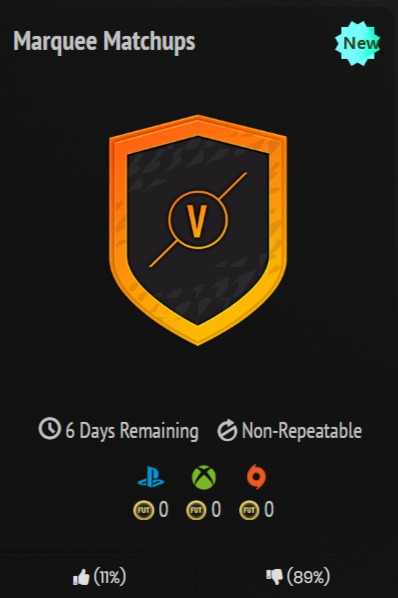 Marquee Matchups
New
V
6 Days Remaining
Non-Repeatable
FUT 0 FUT 0 FUT 0
(11%)
(89%)